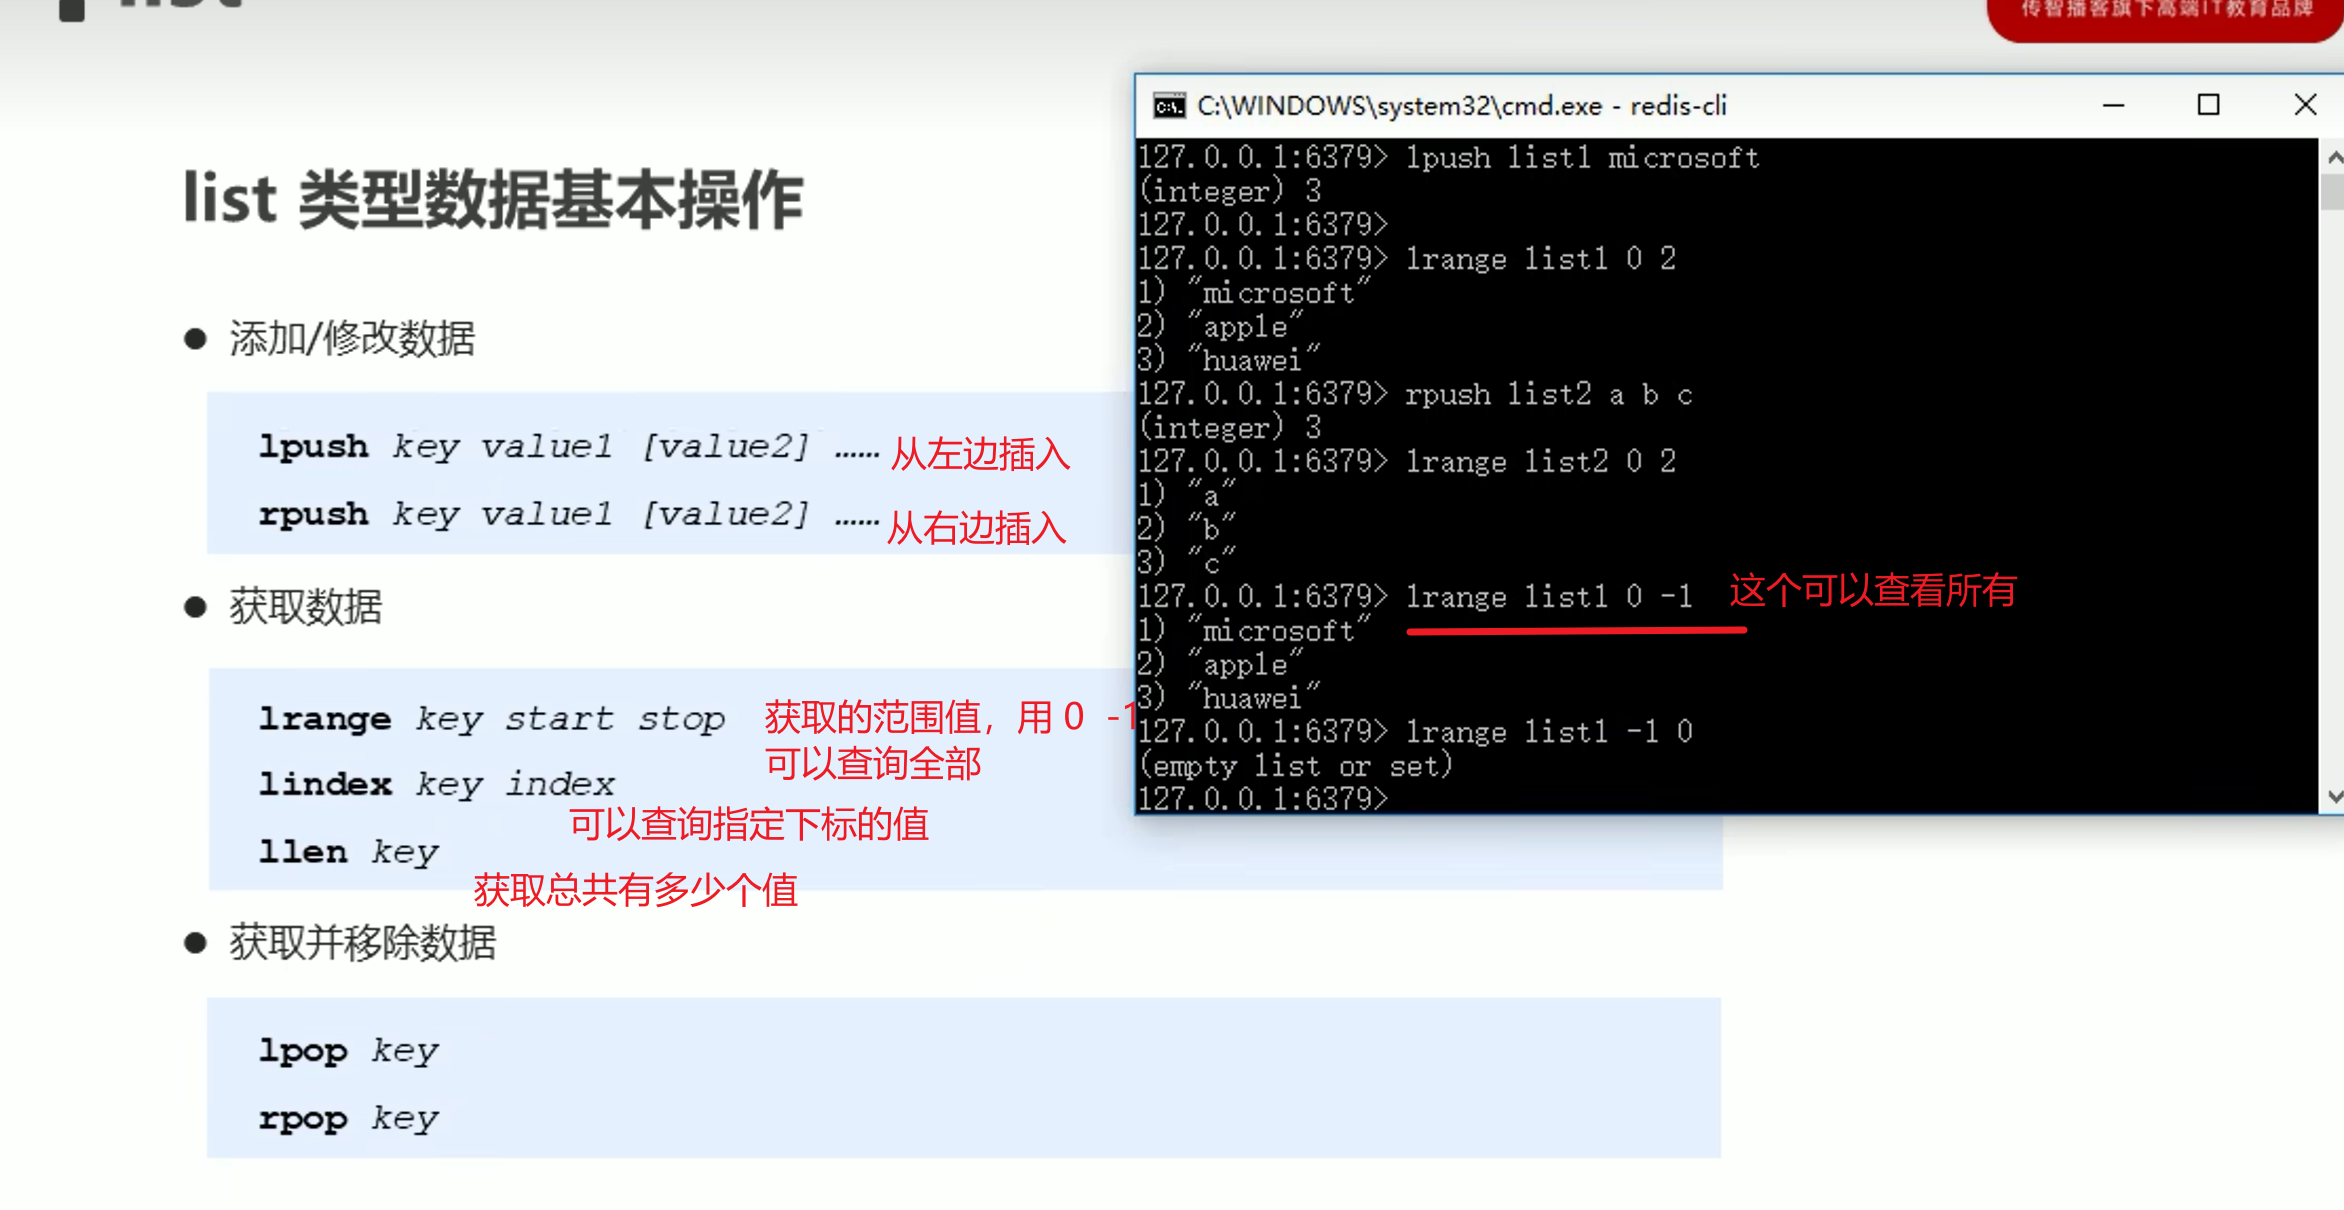 list
传智播客旗下高端IT教育品牌
list 类型数据基本操作
添加/修改数据
lpush key value1 [value2] …… 从左边插入
rpush key value1 [value2] …… 从右边插入
获取数据
lrange key start stop 获取的范围值，用 0 -1
可以查询全部
lindex key index
可以查询指定下标的值
llen key
获取总共有多少个值
获取并移除数据
lpop key
rpop key
C:\WINDOWS\system32\cmd.exe - redis-cli
127.0.0.1:6379> lpush list1 microsoft
(integer) 3
127.0.0.1:6379>
127.0.0.1:6379> lrange list1 0 2
1) "microsoft"
2) "apple"
3) "huawei"
127.0.0.1:6379> rpush list2 a b c
(integer) 3
127.0.0.1:6379> lrange list2 0 2
1) "a"
2) "b"
3) "c"
127.0.0.1:6379> lrange list1 0 -1 这个可以查看所有
1) "microsoft"
2) "apple"
3) "huawei"
127.0.0.1:6379> lrange list1 -1 0
(empty list or set)
127.0.0.1:6379>